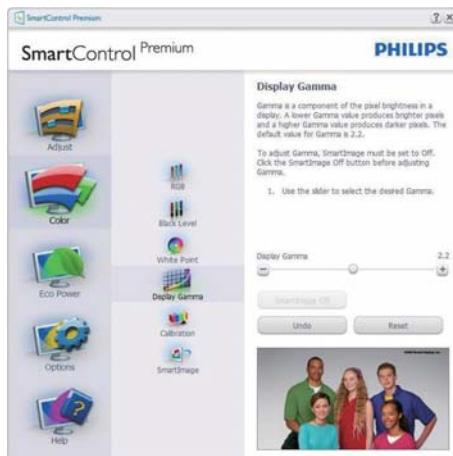 SmartControl Premium
? x
SmartControl Premium
PHILIPS
Adjust
Color
Eco Power
Options
Help
RGB
Black Level
White Point
Display Gamma
Calibration
SmartImage
Display Gamma
Gamma is a component of the pixel brightness in a
display. A lower Gamma value produces brighter pixels
and a higher Gamma value produces darker pixels. The
default value for Gamma is 2.2.
To adjust Gamma, SmartImage must be set to Off.
Click the SmartImage Off button before adjusting
Gamma.
1. Use the slider to select the desired Gamma.
Display Gamma 2.2
SmartImage Off
Undo Reset